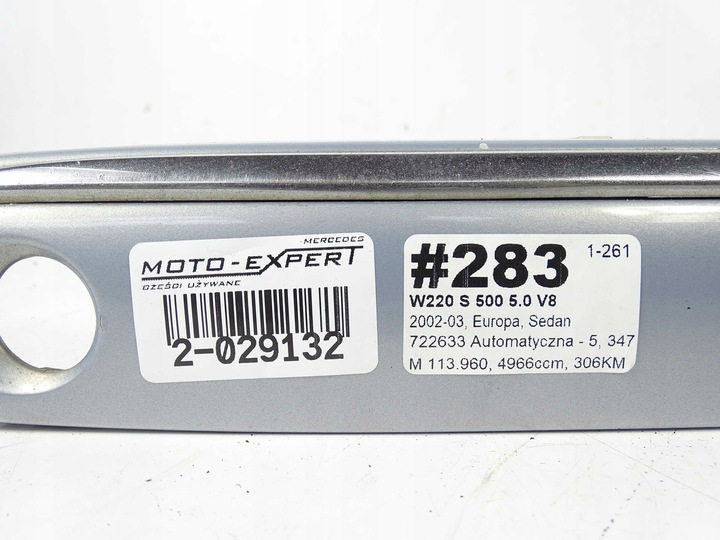 MERCEDES
MOTO-EXPERT
CZĘŚCI UŻYWANE
2-029132
#283
1-261
W220 S 500 5.0 V8
2002-03, Europa, Sedan
722633 Automatyczna - 5, 347
M 113.960, 4966ccm, 306KM